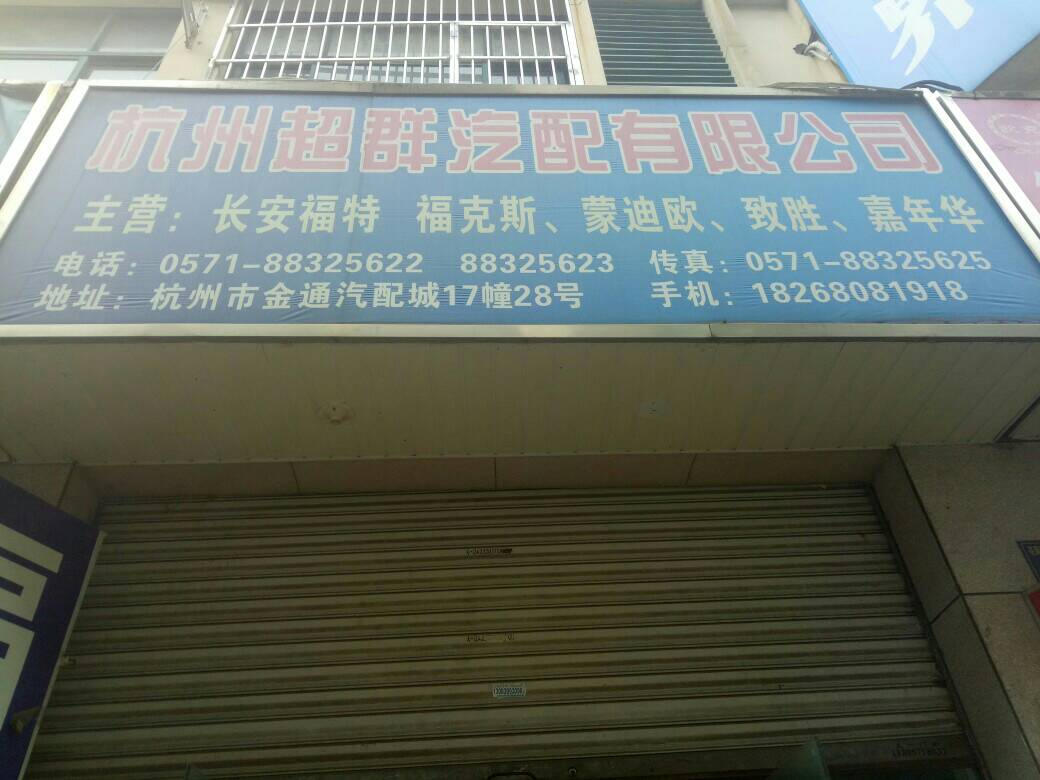 杭州超群汽配有限公司
主营：长安福特 福克斯、蒙迪欧、致胜、嘉年华
电话：0571-88325622 88325623 传真：0571-88325625
地址：杭州市金通汽配城17幢28号 手机：18268081918